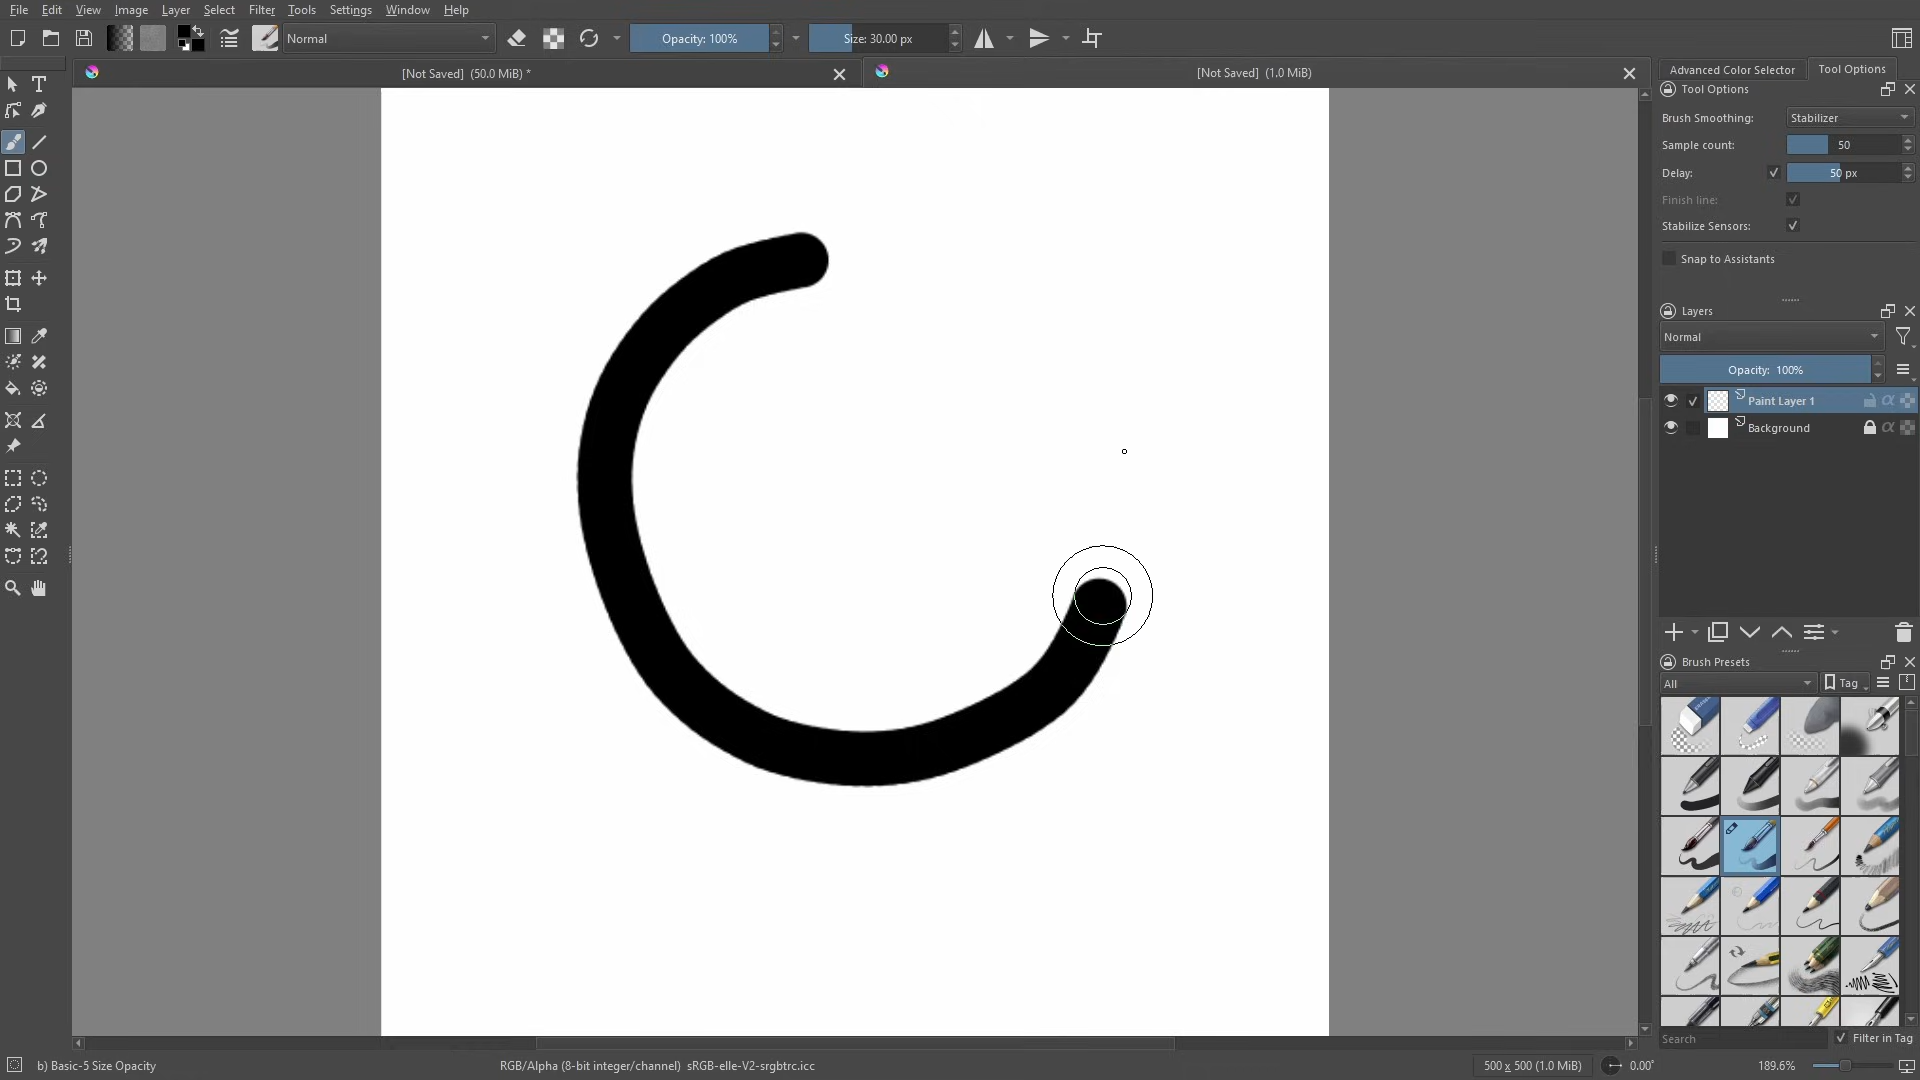 File Edit View Image Layer Select Filter Tools Settings Window Help
Normal Opacity: 100% Size: 30.00 px
[Not Saved] (50.0 MiB) * [Not Saved] (1.0 MiB)
Advanced Color Selector Tool Options
Tool Options
Brush Smoothing: Stabilizer
Sample count: 50
Delay: 50 px
Finish line:
Stabilize Sensors:
Snap to Assistants
Layers
Normal
Opacity: 100%
Paint Layer 1
Background
Brush Presets
All Tag
Search Filter in Tag
b) Basic-5 Size Opacity RGB/Alpha (8-bit integer/channel) sRGB-elle-V2-srgbtrc.icc 500 x 500 (1.0 MiB) 0.00° 189.6%